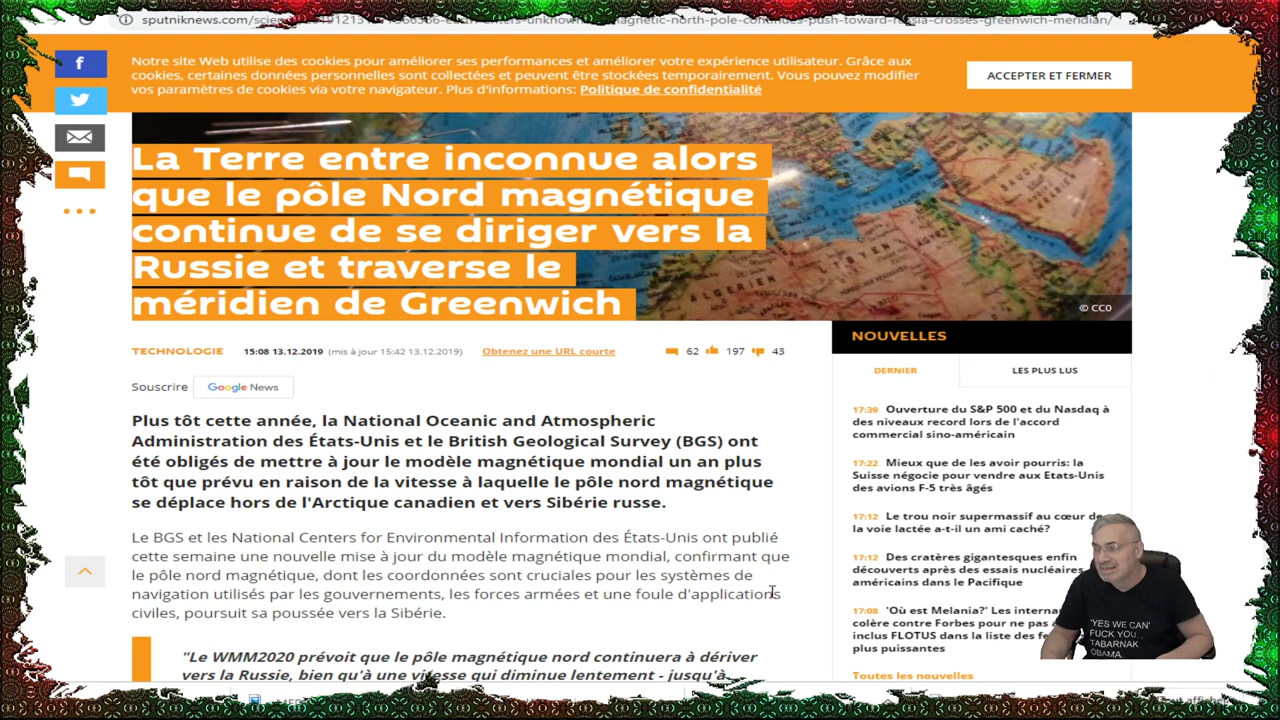 sputniknews.com/
magnetic-north-pole-continues-push-toward-russia-crosses-greenwich-meridian/
Notre site Web utilise des cookies pour améliorer ses performances et améliorer votre expérience utilisateur. Grâce aux
cookies, certaines données personnelles sont collectées et peuvent être stockées temporairement. Vous pouvez modifier
vos paramètres de cookies via votre navigateur. Plus d'informations: Politique de confidentialité
ACCEPTER ET FERMER
La Terre entre inconnue alors
que le pôle Nord magnétique
continue de se diriger vers la
Russie et traverse le
méridien de Greenwich
ALGERIEN
LIBYEN
© CC0
TECHNOLOGIE 15:08 13.12.2019 (mis à jour 15:42 13.12.2019) Obtenez une URL courte 62 197 43
Souscrire Google News
Plus tôt cette année, la National Oceanic and Atmospheric
Administration des États-Unis et le British Geological Survey (BGS) ont
été obligés de mettre à jour le modèle magnétique mondial un an plus
tôt que prévu en raison de la vitesse à laquelle le pôle nord magnétique
se déplace hors de l'Arctique canadien et vers Sibérie russe.
Le BGS et les National Centers for Environmental Information des États-Unis ont publié
cette semaine une nouvelle mise à jour du modèle magnétique mondial, confirmant que
le pôle nord magnétique, dont les coordonnées sont cruciales pour les systèmes de
navigation utilisés par les gouvernements, les forces armées et une foule d'applications
civiles, poursuit sa poussée vers la Sibérie.
"Le WMM2020 prévoit que le pôle magnétique nord continuera à dériver
vers la Russie, bien qu'à une vitesse qui diminue lentement - jusqu'à
NOUVELLES
DERNIER LES PLUS LUS
17:39 Ouverture du S&P 500 et du Nasdaq à
des niveaux record lors de l'accord
commercial sino-américain
17:22 Mieux que de les avoir pourris: la
Suisse négocie pour vendre aux Etats-Unis
des avions F-5 très âgés
17:12 Le trou noir supermassif au cœur de
la voie lactée a-t-il un ami caché?
17:12 Des cratères gigantesques enfin
découverts après des essais nucléaires
américains dans le Pacifique
17:08 'Où est Melania?' Les interna
colère contre Forbes pour ne pas a
inclus FLOTUS dans la liste des fe
plus puissantes
Toutes les nouvelles
'YES WE CAN'
FUCK YOU
TABARNAK
OBAMA.